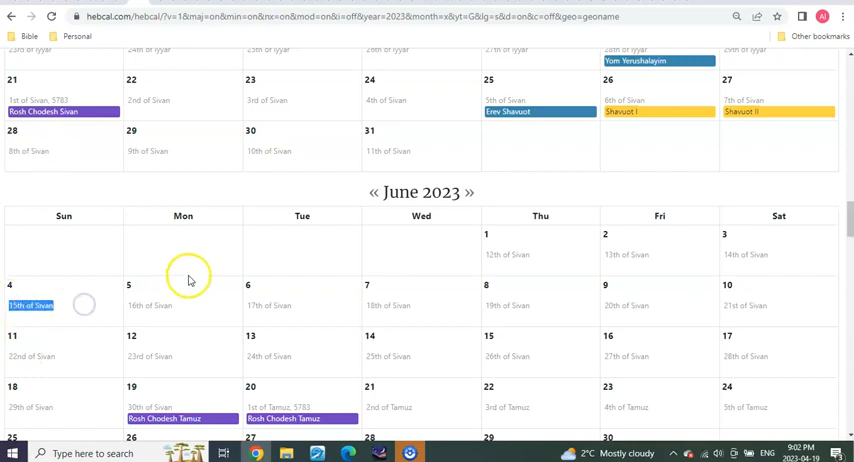 hebcal.com/hebcal/?v=1&maj=on&min=on&nx=on&mod=on&i=off&year=2023&month=x&yt=G&lg=s&d=on&c=off&geo=geoname
Bible Personal Other bookmarks
23rd of Iyyar 24th of Iyyar 25th of Iyyar 26th of Iyyar 27th of Iyyar 28th of Iyyar 29th of Iyyar
Yom Yerushalayim
21 22 23 24 25 26 27
1st of Sivan, 5783 2nd of Sivan 3rd of Sivan 4th of Sivan 5th of Sivan 6th of Sivan 7th of Sivan
Rosh Chodesh Sivan Erev Shavuot Shavuot I Shavuot II
28 29 30 31
8th of Sivan 9th of Sivan 10th of Sivan 11th of Sivan
« June 2023 »
Sun Mon Tue Wed Thu Fri Sat
1 2 3
12th of Sivan 13th of Sivan 14th of Sivan
4 5 6 7 8 9 10
15th of Sivan 16th of Sivan 17th of Sivan 18th of Sivan 19th of Sivan 20th of Sivan 21st of Sivan
11 12 13 14 15 16 17
22nd of Sivan 23rd of Sivan 24th of Sivan 25th of Sivan 26th of Sivan 27th of Sivan 28th of Sivan
18 19 20 21 22 23 24
29th of Sivan 30th of Sivan 1st of Tamuz, 5783 2nd of Tamuz 3rd of Tamuz 4th of Tamuz 5th of Tamuz
Rosh Chodesh Tamuz Rosh Chodesh Tamuz
25 26 27 28 29 30
Type here to search 2°C Mostly cloudy ENG 9:02 PM
2023-04-19 3